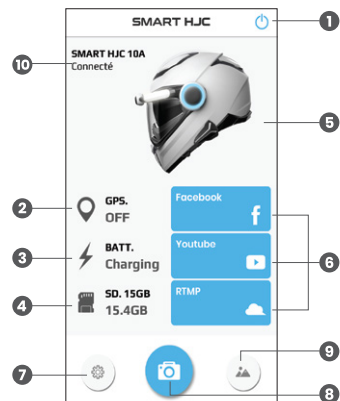 SMART HJC
1
SMART HJC 10A
10
Connecté
5
GPS.
2
OFF
Facebook
f
BATT.
3
Charging
Youtube
6
SD. 15GB
4
15.4GB
RTMP
9
7
8